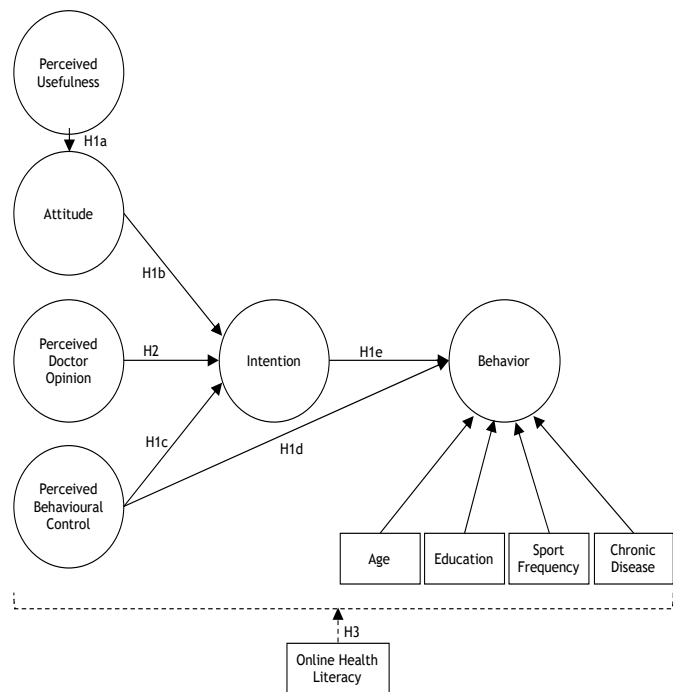 Perceived
Usefulness
H1a
Attitude
H1b
Perceived
Doctor
Opinion
H2
Intention
H1e
Behavior
H1c
H1d
Perceived
Behavioural
Control
Age
Education
Sport
Frequency
Chronic
Disease
H3
Online Health
Literacy